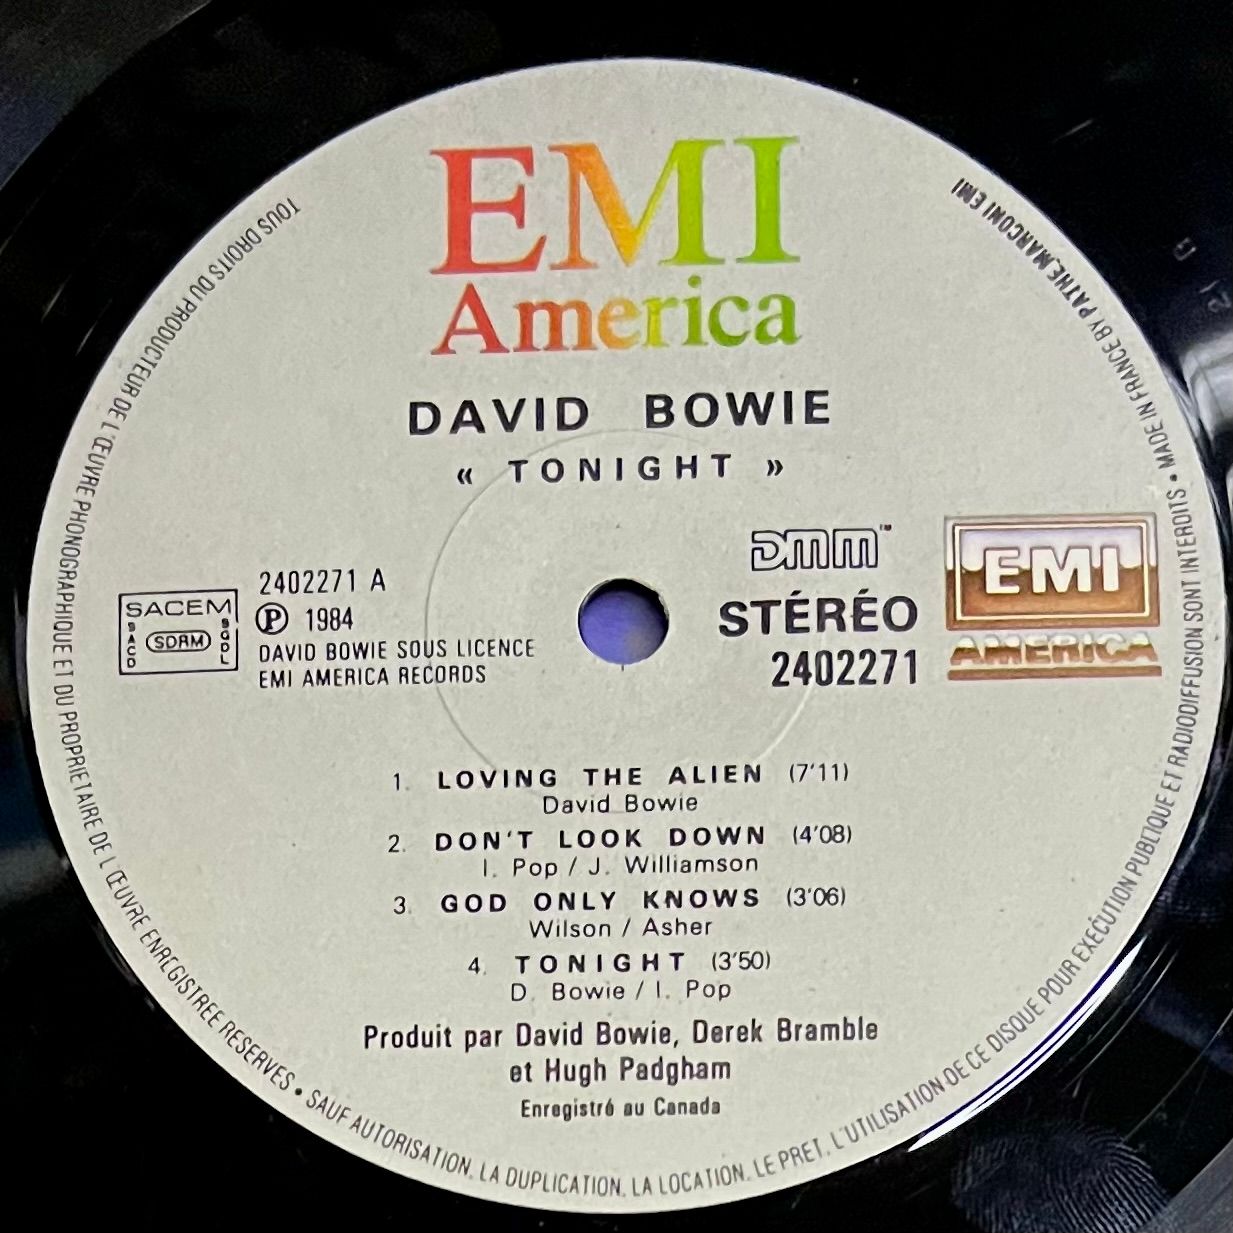 EMI
America
DAVID BOWIE
« TONIGHT »
2402271 A
℗ 1984
DAVID BOWIE SOUS LICENCE
EMI AMERICA RECORDS
SACEM
SACD
SDRM
SGDL
DMM™
STÉRÉO
2402271
EMI
AMERICA
1. LOVING THE ALIEN (7'11)
David Bowie
2. DON'T LOOK DOWN (4'08)
I. Pop / J. Williamson
3. GOD ONLY KNOWS (3'06)
Wilson / Asher
4. TONIGHT (3'50)
D. Bowie / I. Pop
Produit par David Bowie, Derek Bramble
et Hugh Padgham
Enregistré au Canada
TOUS DROITS DU PRODUCTEUR DE L'ŒUVRE PHONOGRAPHIQUE ET DU PROPRIETAIRE DE L'ŒUVRE ENREGISTREE RESERVES • SAUF AUTORISATION, LA DUPLICATION, LA LOCATION, LE PRET, L'UTILISATION DE CE DISQUE POUR EXÉCUTION PUBLIQUE ET RADIODIFFUSION SONT INTERDITS • MADE IN FRANCE BY PATHE MARCONI EMI